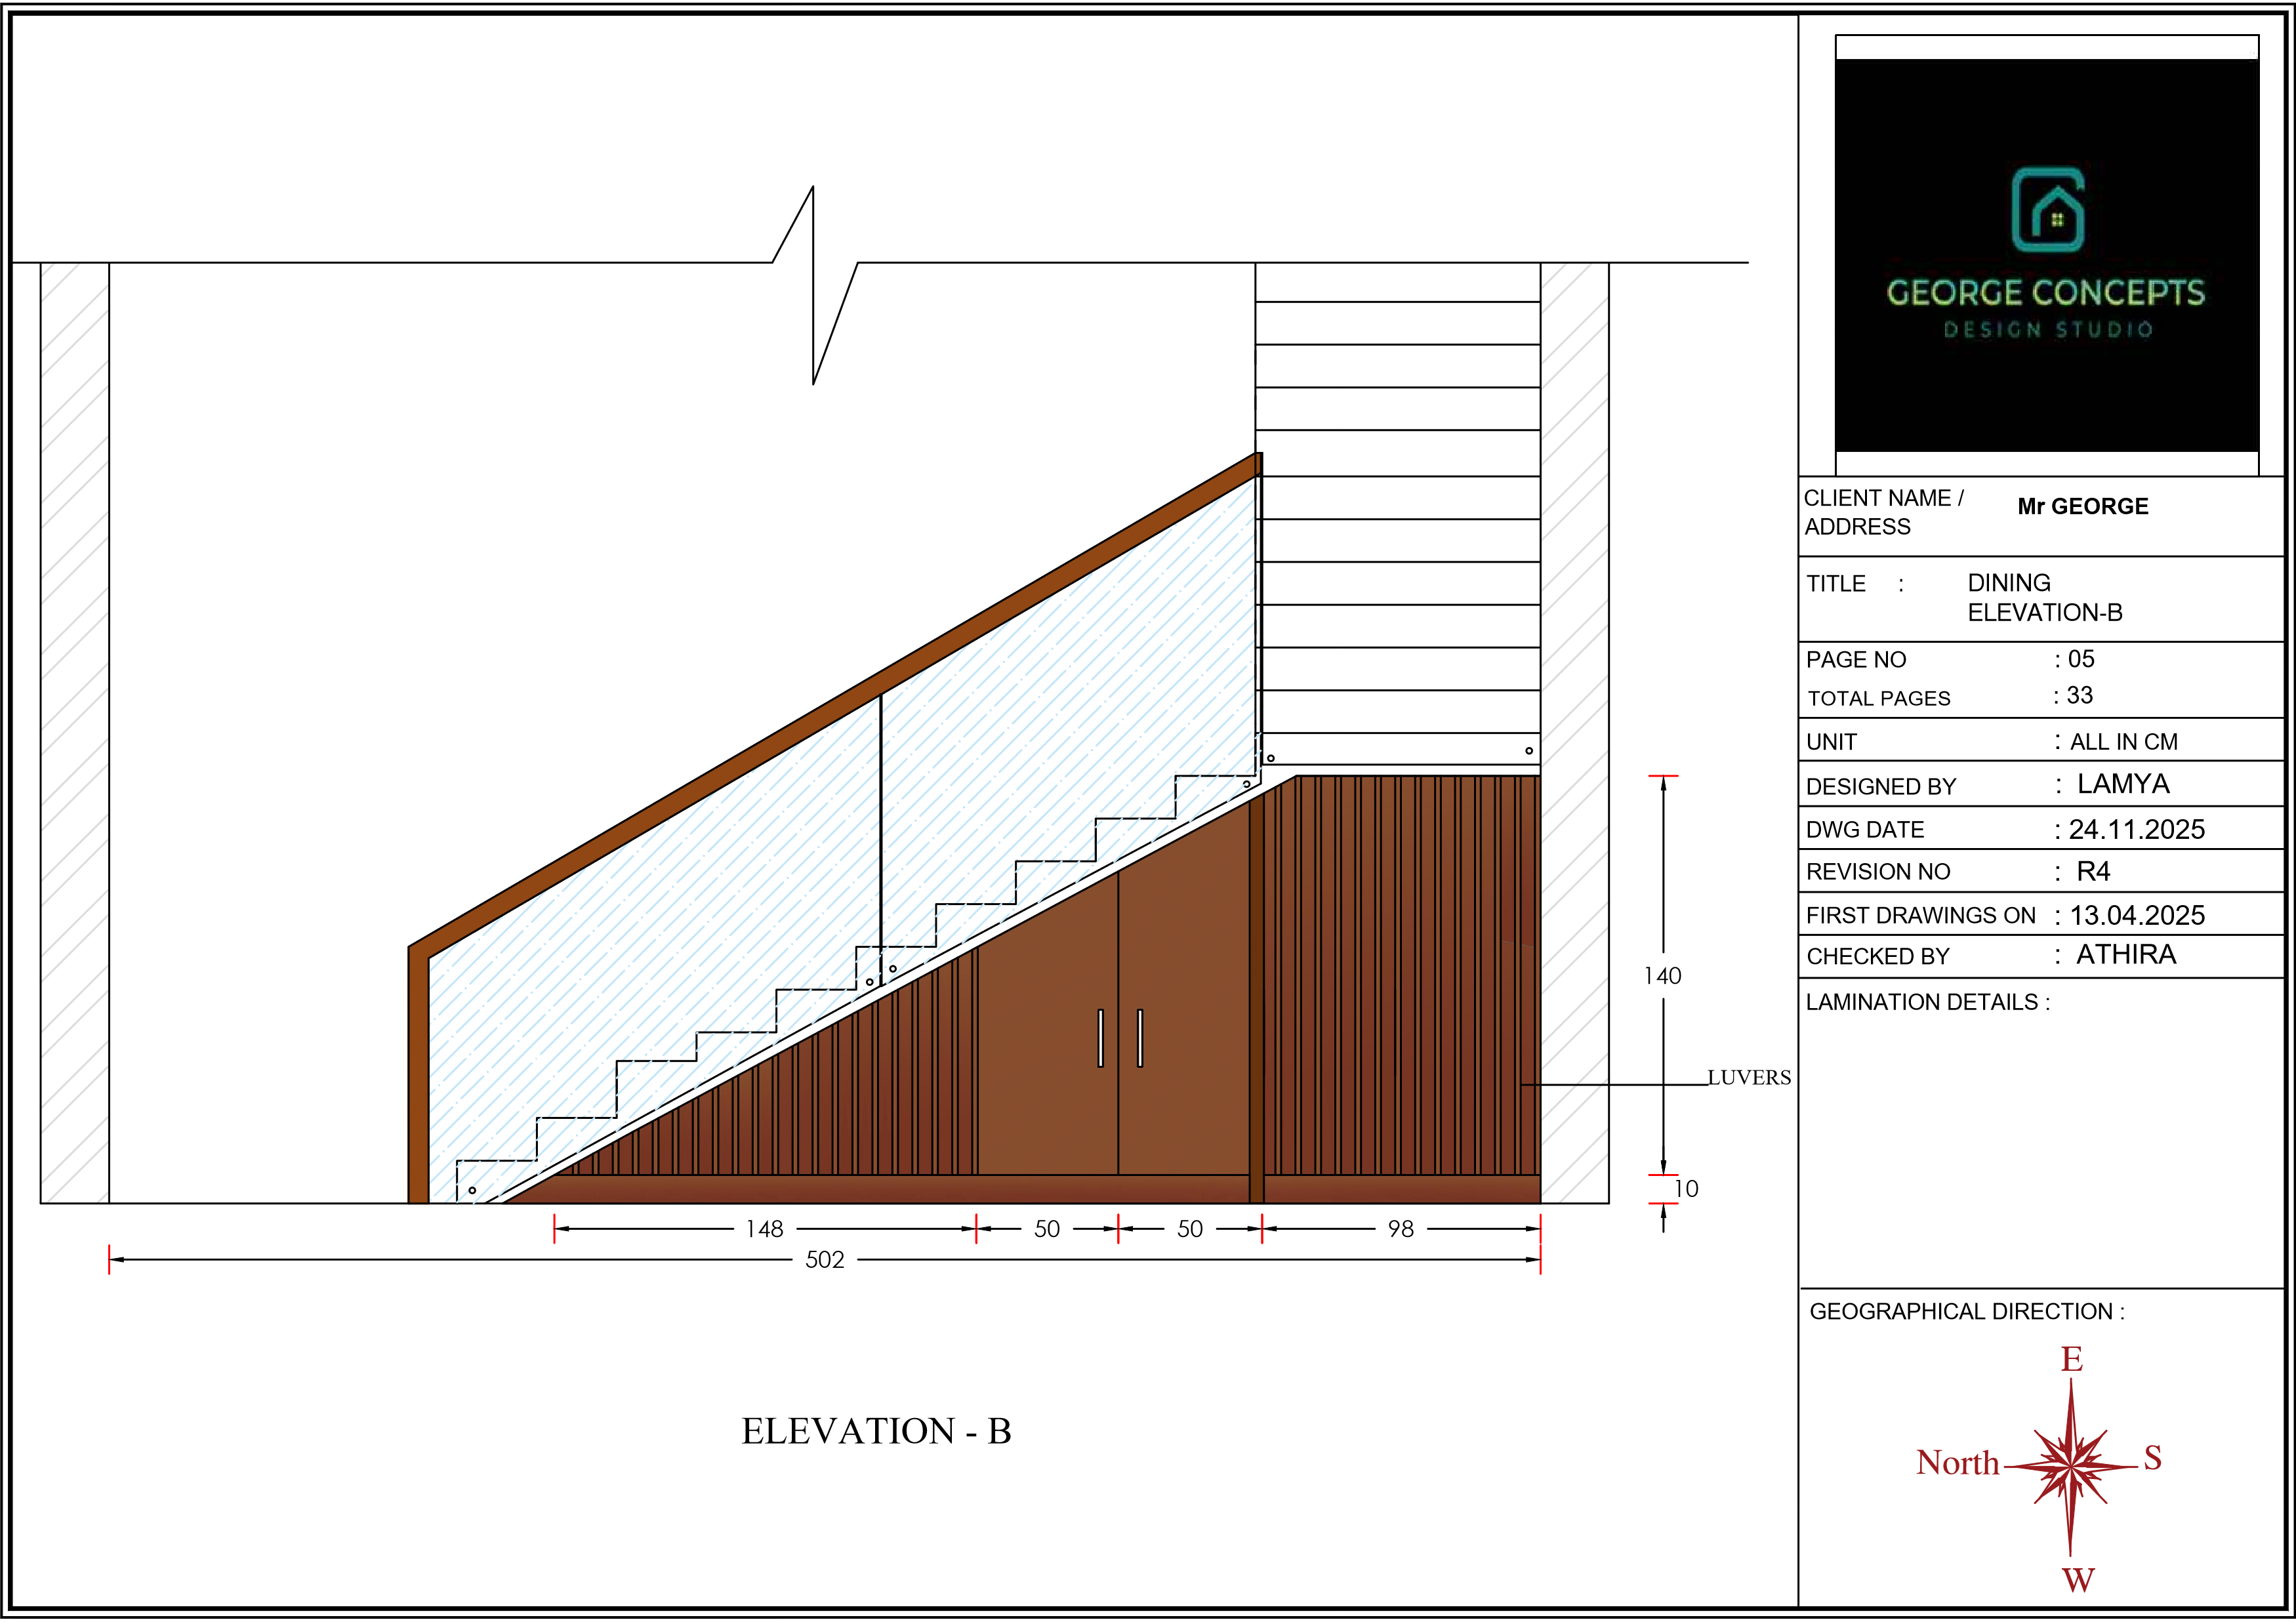 GEORGE CONCEPTS
DESIGN STUDIO
CLIENT NAME / ADDRESS Mr GEORGE
TITLE : DINING
ELEVATION-B
PAGE NO : 05
TOTAL PAGES : 33
UNIT : ALL IN CM
DESIGNED BY : LAMYA
DWG DATE : 24.11.2025
REVISION NO : R4
FIRST DRAWINGS ON : 13.04.2025
CHECKED BY : ATHIRA
LAMINATION DETAILS :
140
LUVERS
10
148 50 50 98
502
ELEVATION - B
GEOGRAPHICAL DIRECTION :
E
North S
W